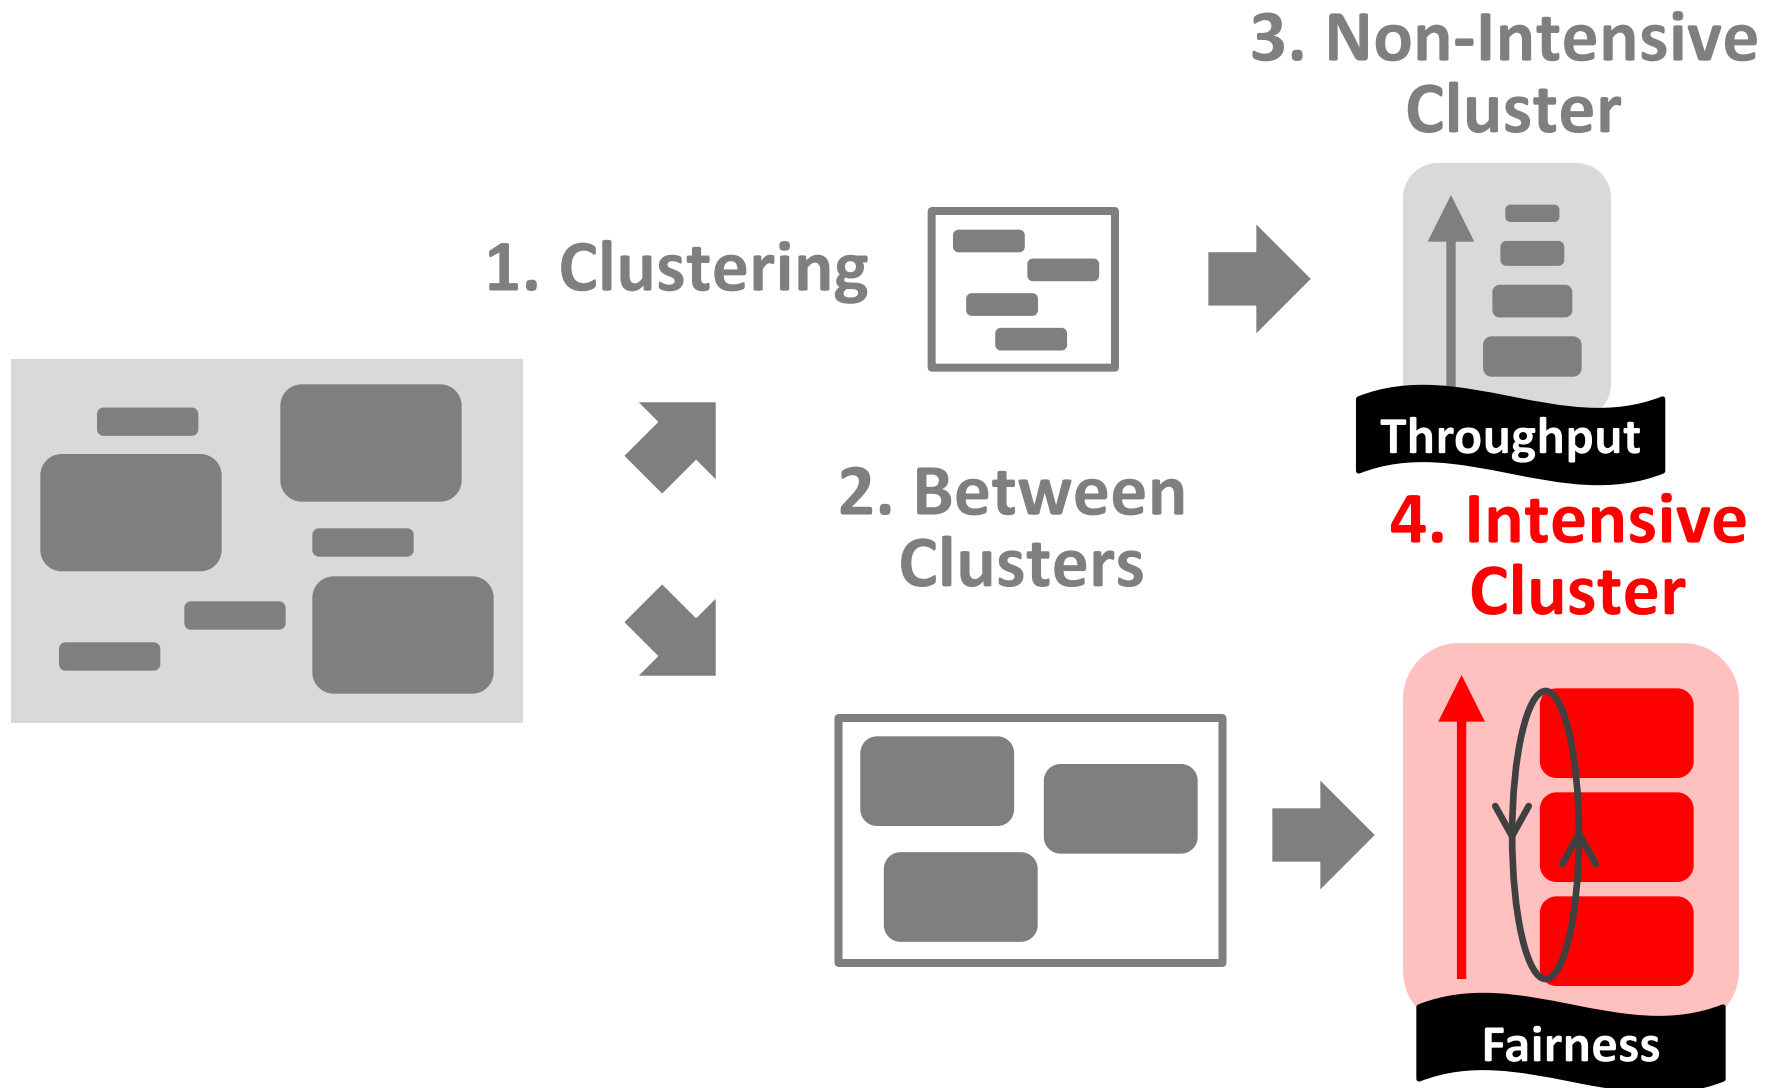 3. Non-Intensive
Cluster
1. Clustering
Throughput
2. Between
Clusters
4. Intensive
Cluster
Fairness